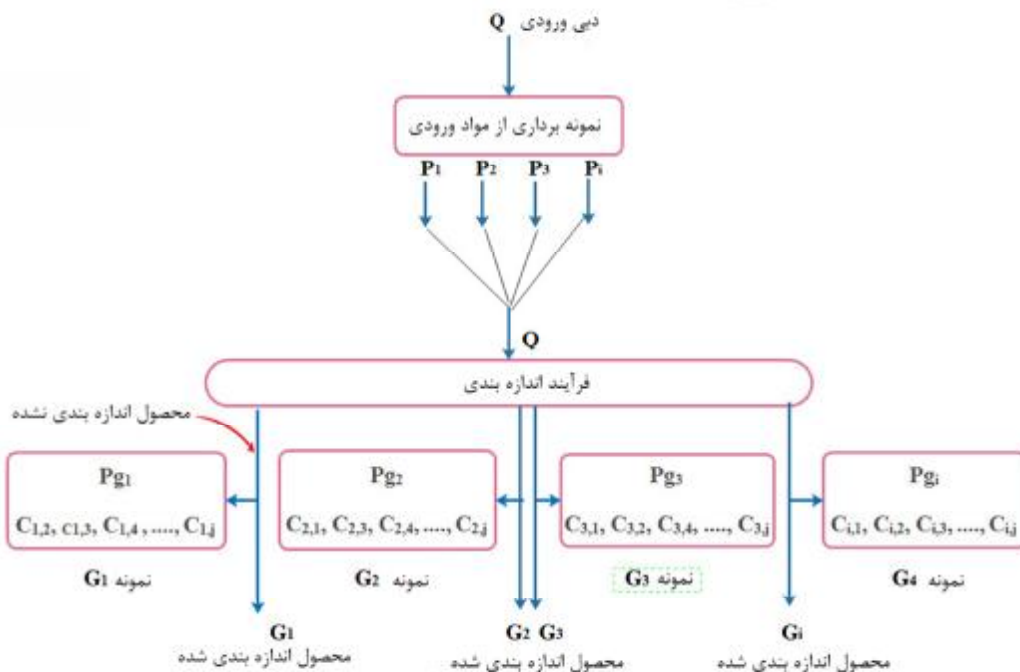 دبی ورودی Q
نمونه برداری از مواد ورودی
P1 P2 P3 Pi
Q
فرآیند اندازه بندی
محصول اندازه بندی نشده
Pg1
C1,2, C1,3, C1,4 , ...., C1,j
نمونه G1
Pg2
C2,1, C2,3, C2,4, ...., C2,j
نمونه G2
Pg3
C3,1, C3,2, C3,4, ...., C3,j
نمونه G3
Pgi
Ci,1, Ci,2, Ci,3, ...., Ci,j
نمونه G4
G1
محصول اندازه بندی شده
G2 G3
محصول اندازه بندی شده
Gi
محصول اندازه بندی شده